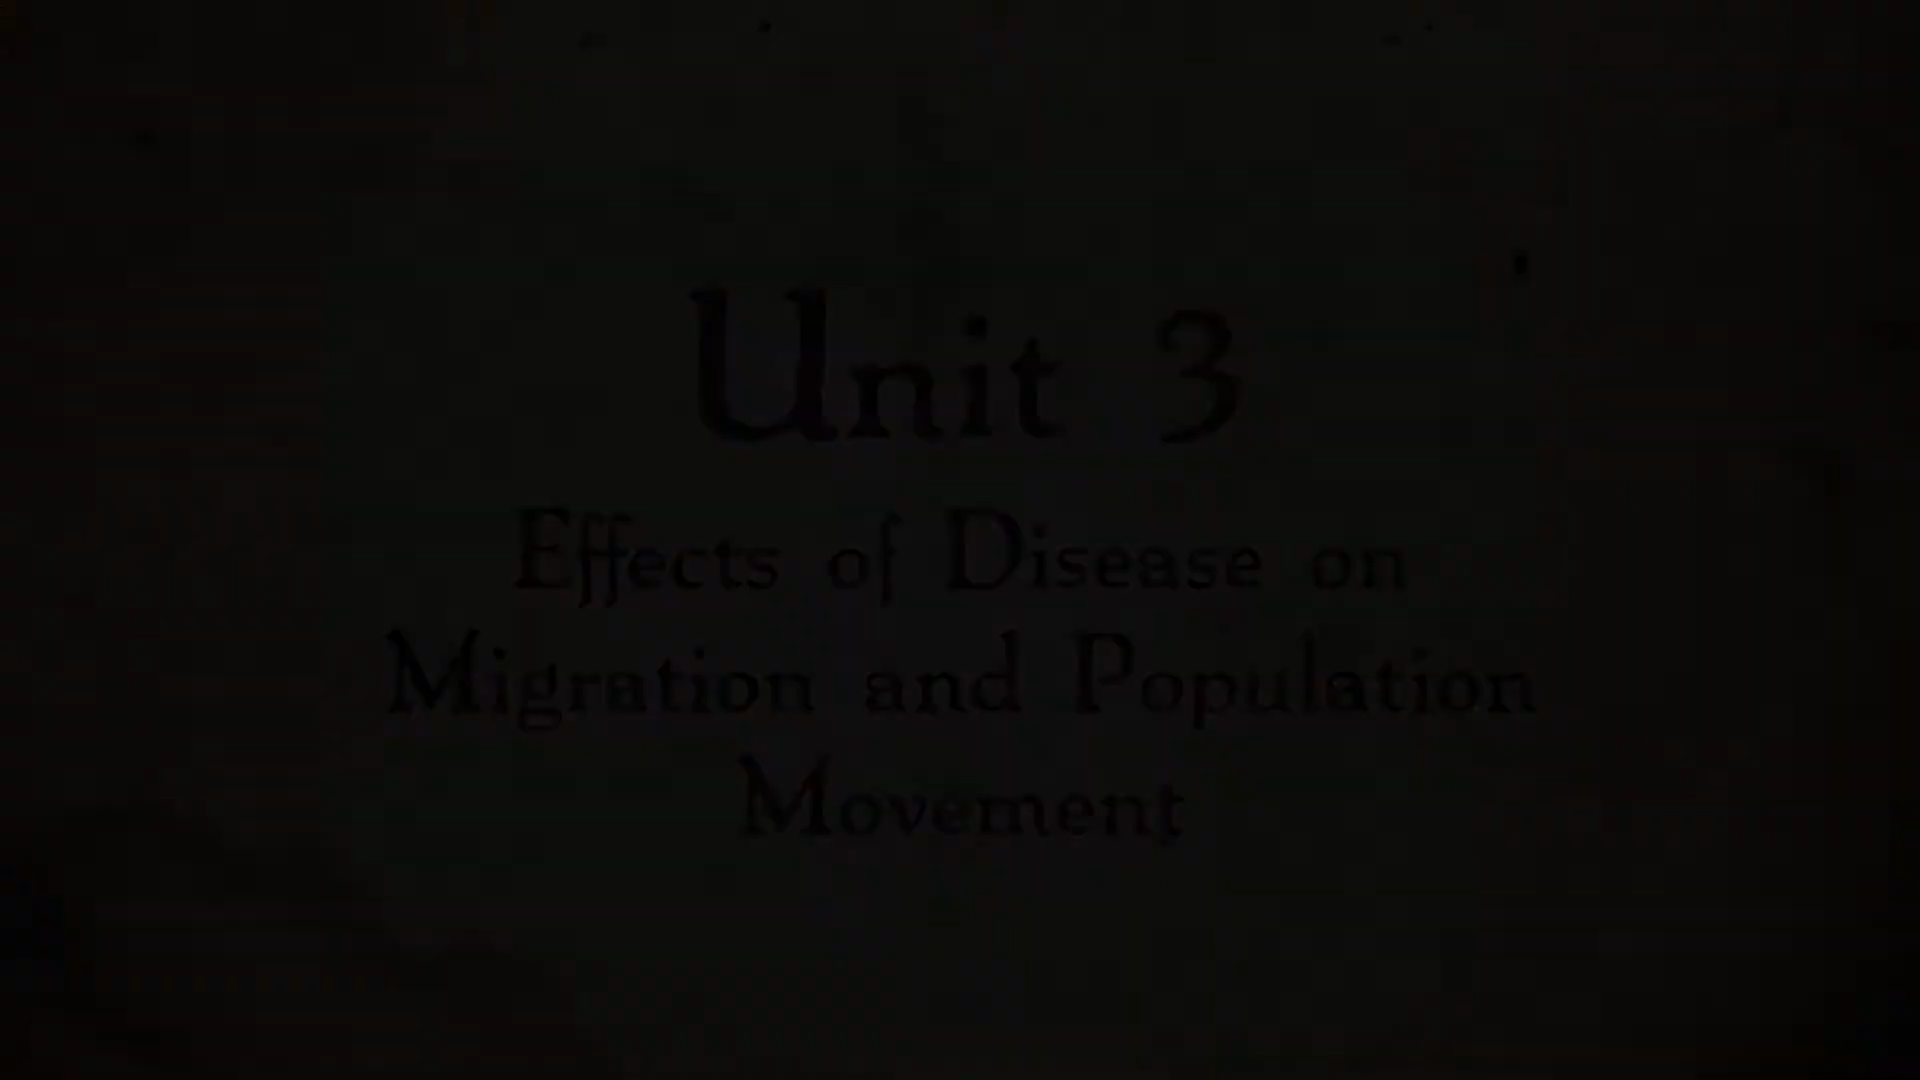 Unit 3
Effects of Disease on
Migration and Population
Movement